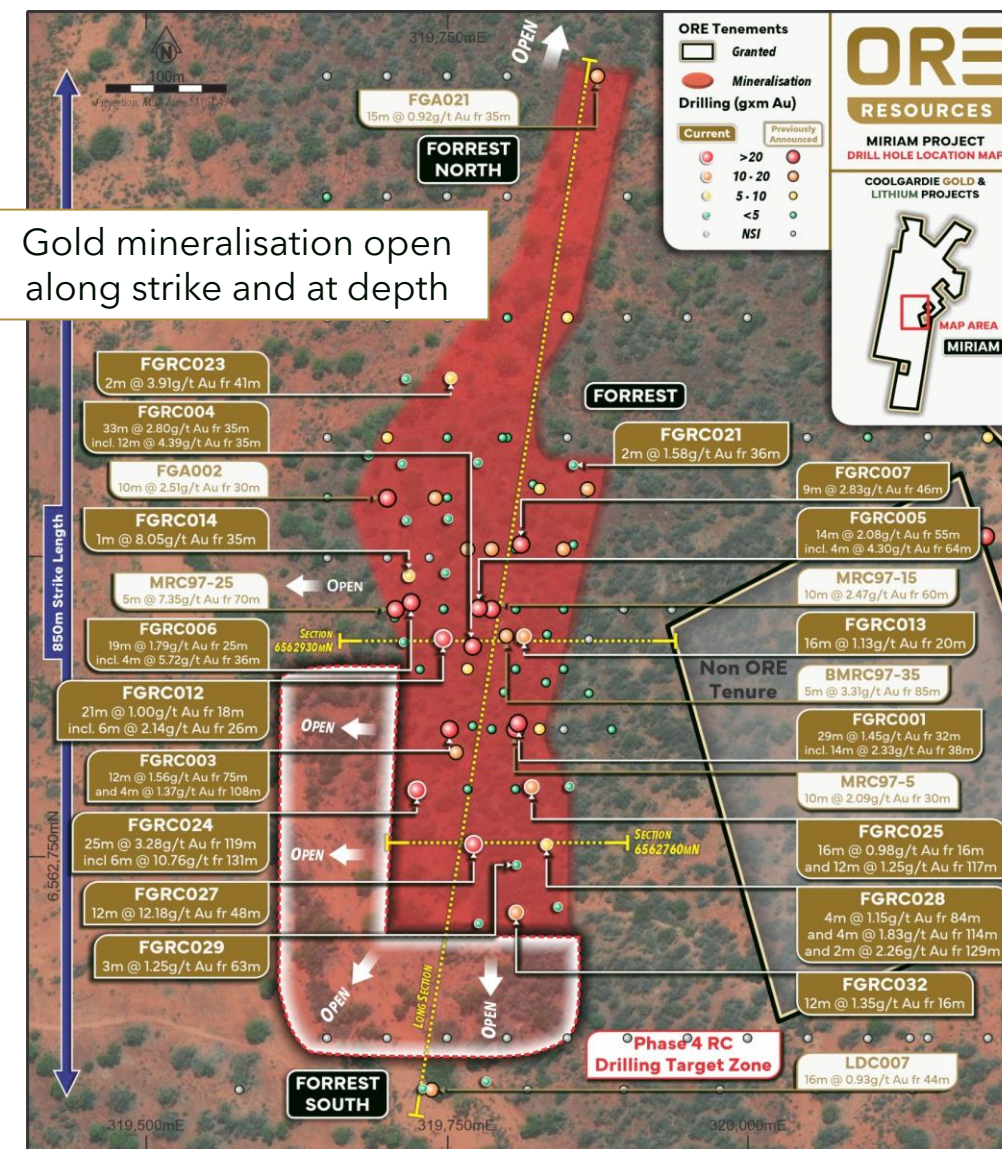 319,750mE
OPEN
N
100m
FGA021
15m @ 0.92g/t Au fr 35m
FORREST
NORTH
ORE Tenements
Granted
Mineralisation
Drilling (gxm Au)
Current
Previously
Announced
>20
10 - 20
5 - 10
<5
NSI
ORE
RESOURCES
MIRIAM PROJECT
DRILL HOLE LOCATION MAP
COOLGARDIE GOLD &
LITHIUM PROJECTS
MAP AREA
MIRIAM
Gold mineralisation open
along strike and at depth
850m Strike Length
FGRC023
2m @ 3.91g/t Au fr 41m
FGRC004
33m @ 2.80g/t Au fr 35m
incl. 12m @ 4.39g/t Au fr 35m
FGA002
10m @ 2.51g/t Au fr 30m
FGRC014
1m @ 8.05g/t Au fr 35m
MRC97-25
5m @ 7.35g/t Au fr 70m
OPEN
FGRC006
19m @ 1.79g/t Au fr 25m
incl. 4m @ 5.72g/t Au fr 36m
SECTION
6562930mN
FGRC012
21m @ 1.00g/t Au fr 18m
incl. 6m @ 2.14g/t Au fr 26m
OPEN
FGRC003
12m @ 1.56g/t Au fr 75m
and 4m @ 1.37g/t Au fr 108m
FGRC024
25m @ 3.28g/t Au fr 119m
incl 6m @ 10.76g/t fr 131m
OPEN
FGRC027
12m @ 12.18g/t Au fr 48m
FGRC029
3m @ 1.25g/t Au fr 63m
6,562,750mN
FORREST
FGRC021
2m @ 1.58g/t Au fr 36m
FGRC007
9m @ 2.83g/t Au fr 46m
FGRC005
14m @ 2.08g/t Au fr 55m
incl. 4m @ 4.30g/t Au fr 64m
MRC97-15
10m @ 2.47g/t Au fr 60m
FGRC013
16m @ 1.13g/t Au fr 20m
Non ORE
Tenure
BMRC97-35
5m @ 3.31g/t Au fr 85m
FGRC001
29m @ 1.45g/t Au fr 32m
incl. 14m @ 2.33g/t Au fr 38m
MRC97-5
10m @ 2.09g/t Au fr 30m
SECTION
6562760mN
FGRC025
16m @ 0.98g/t Au fr 16m
and 12m @ 1.25g/t Au fr 117m
FGRC028
4m @ 1.15g/t Au fr 84m
and 4m @ 1.83g/t Au fr 114m
and 2m @ 2.26g/t Au fr 129m
FGRC032
12m @ 1.35g/t Au fr 16m
OPEN
LONG SECTION
OPEN
Phase 4 RC
Drilling Target Zone
LDC007
16m @ 0.93g/t Au fr 44m
FORREST
SOUTH
319,500mE
319,750mE
320,000mE